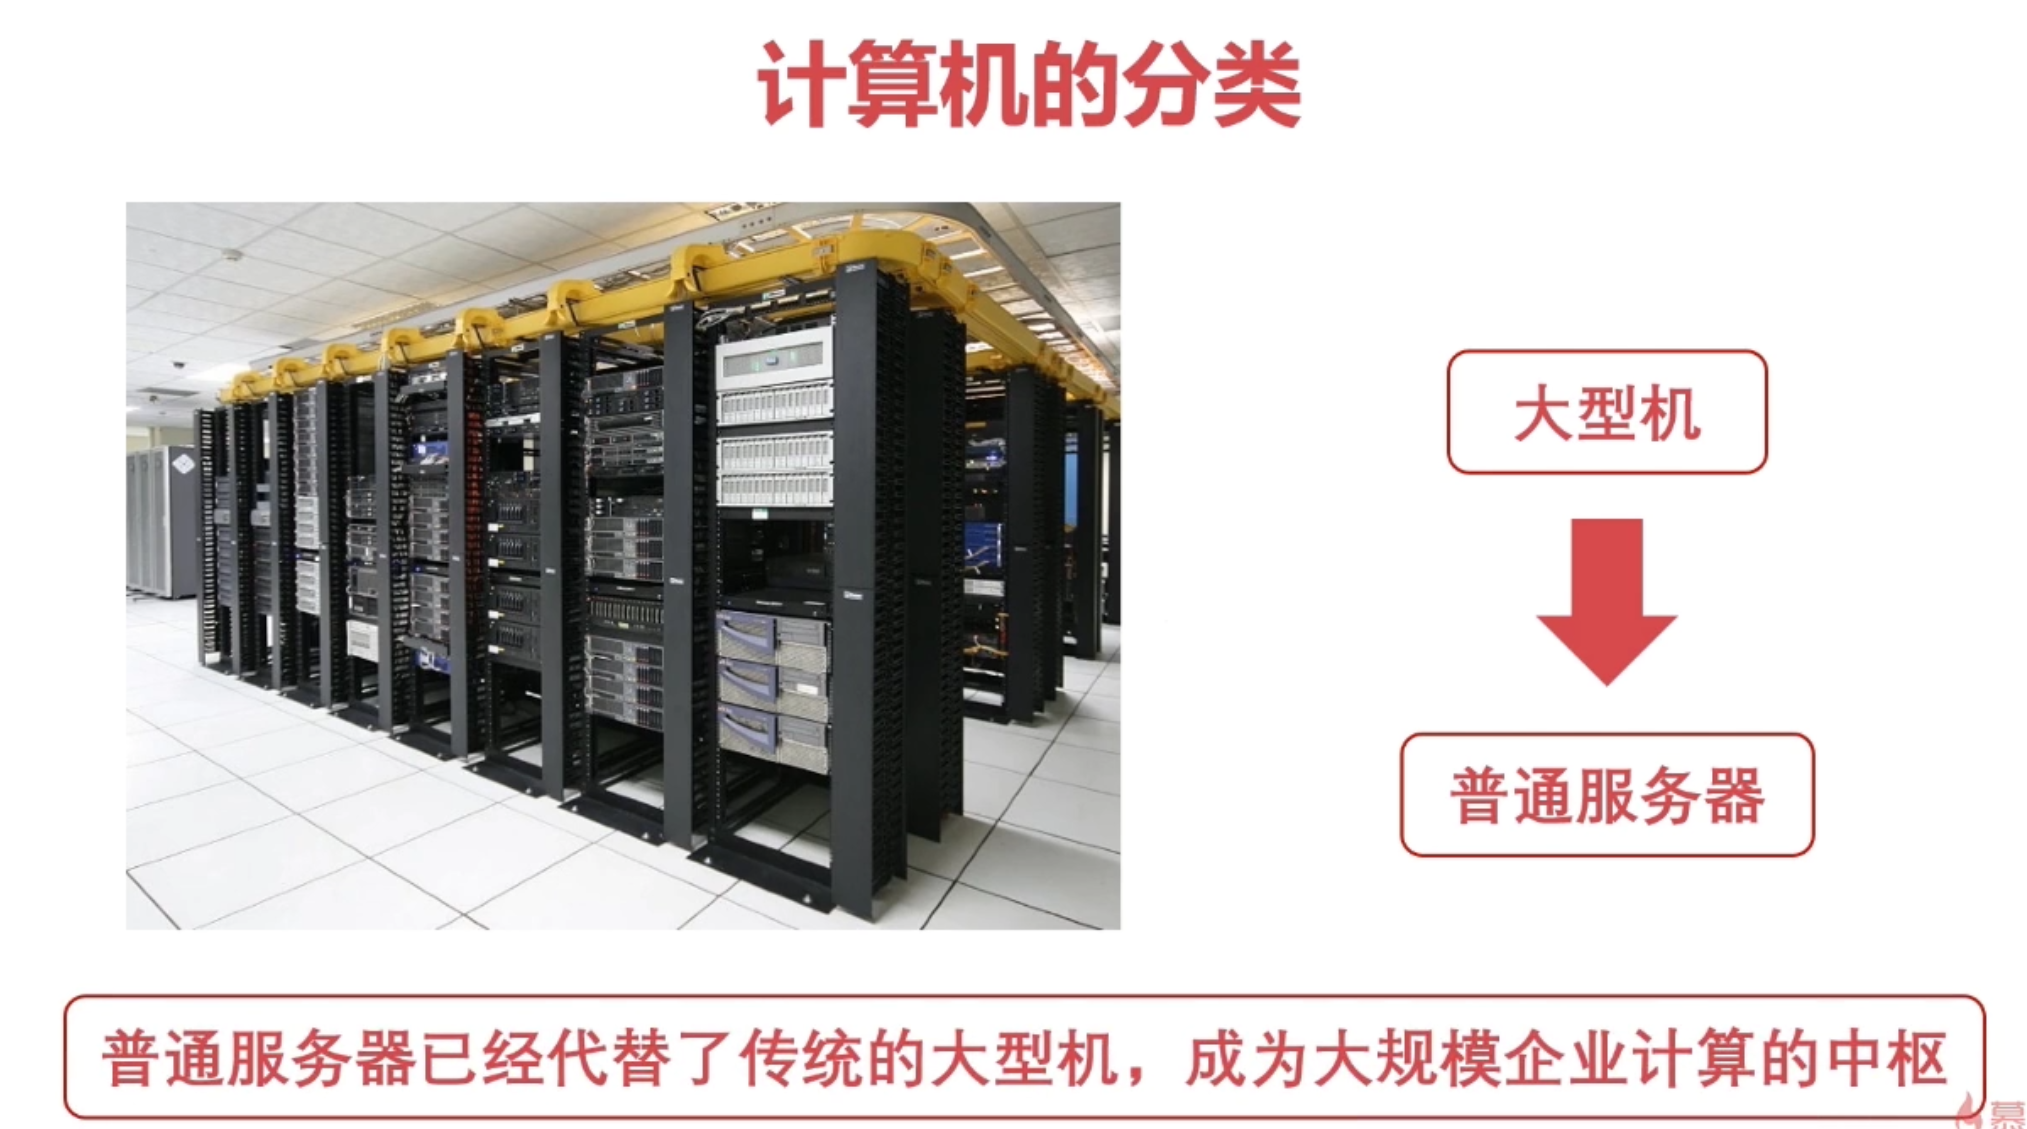 计算机的分类
大型机
普通服务器
普通服务器已经代替了传统的大型机，成为大规模企业计算的中枢
慕